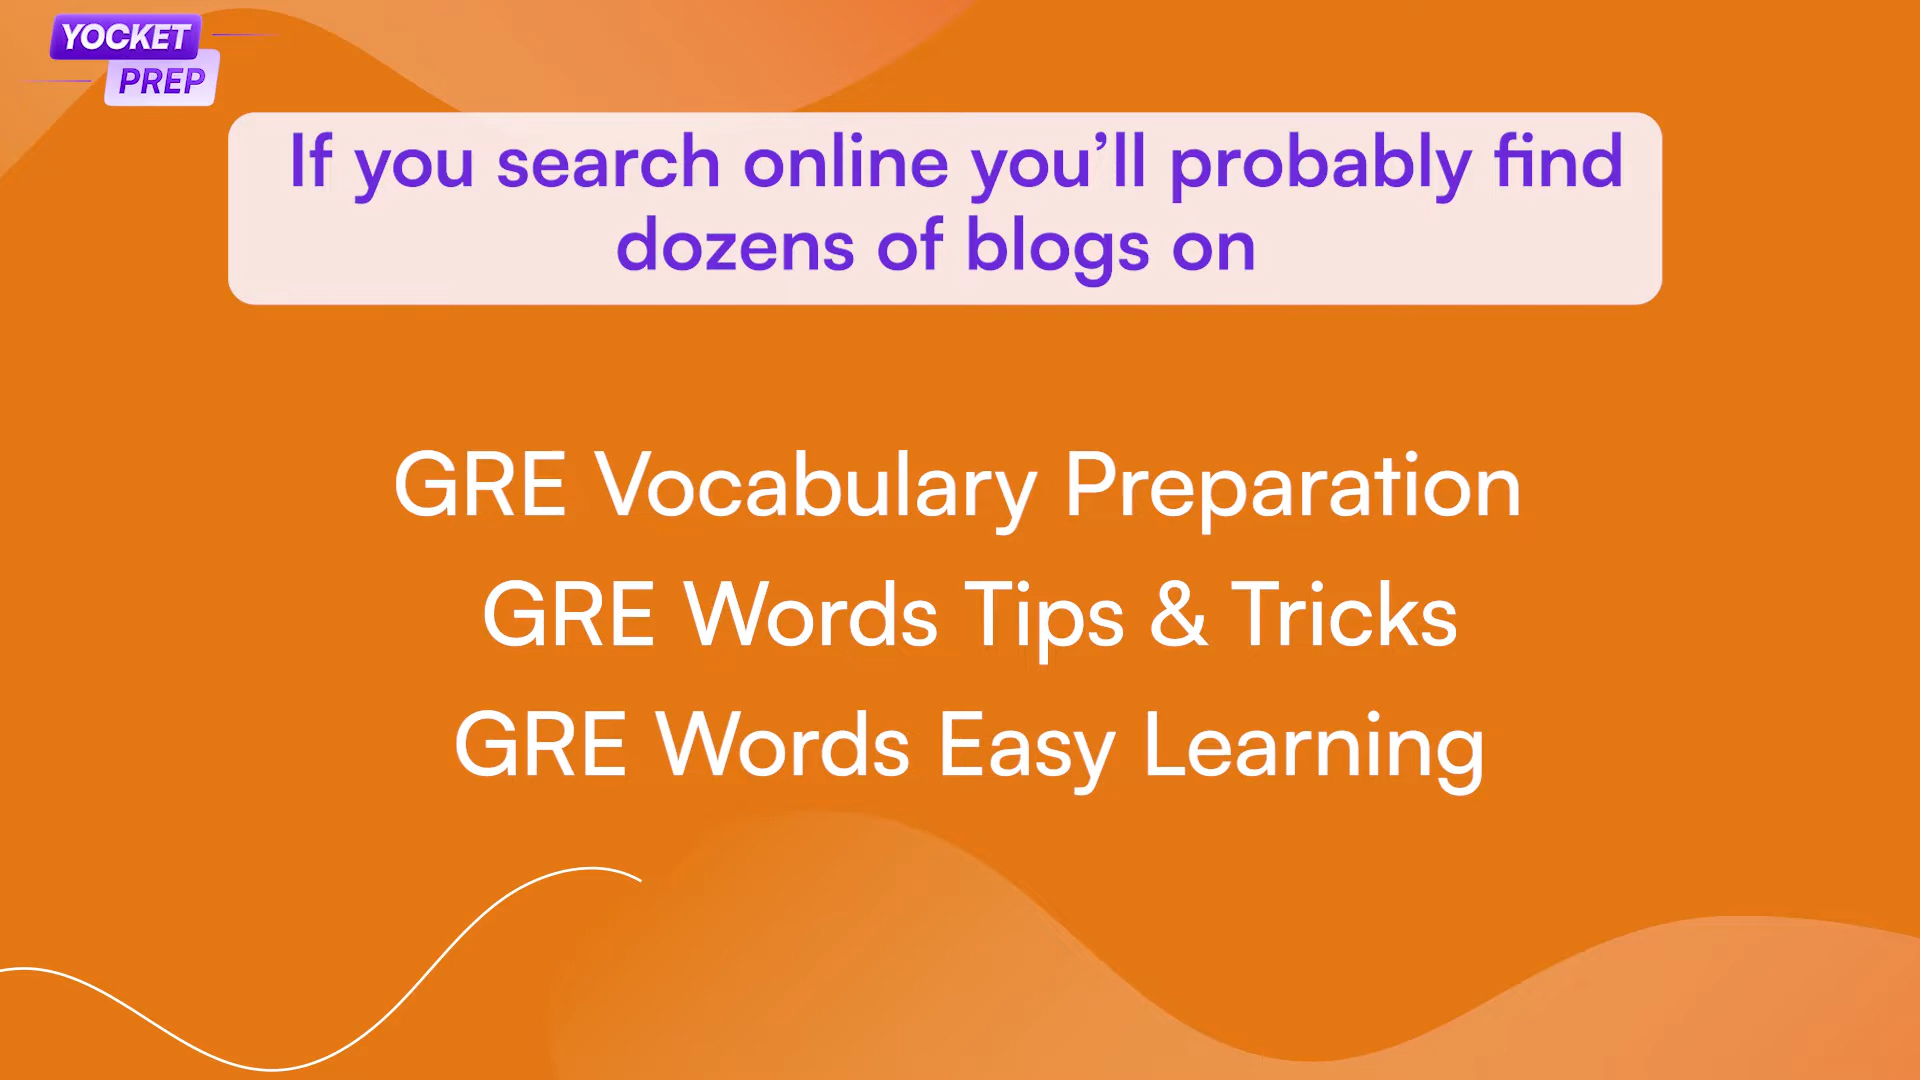 YOCKET
PREP
If you search online you’ll probably find
dozens of blogs on
GRE Vocabulary Preparation
GRE Words Tips & Tricks
GRE Words Easy Learning